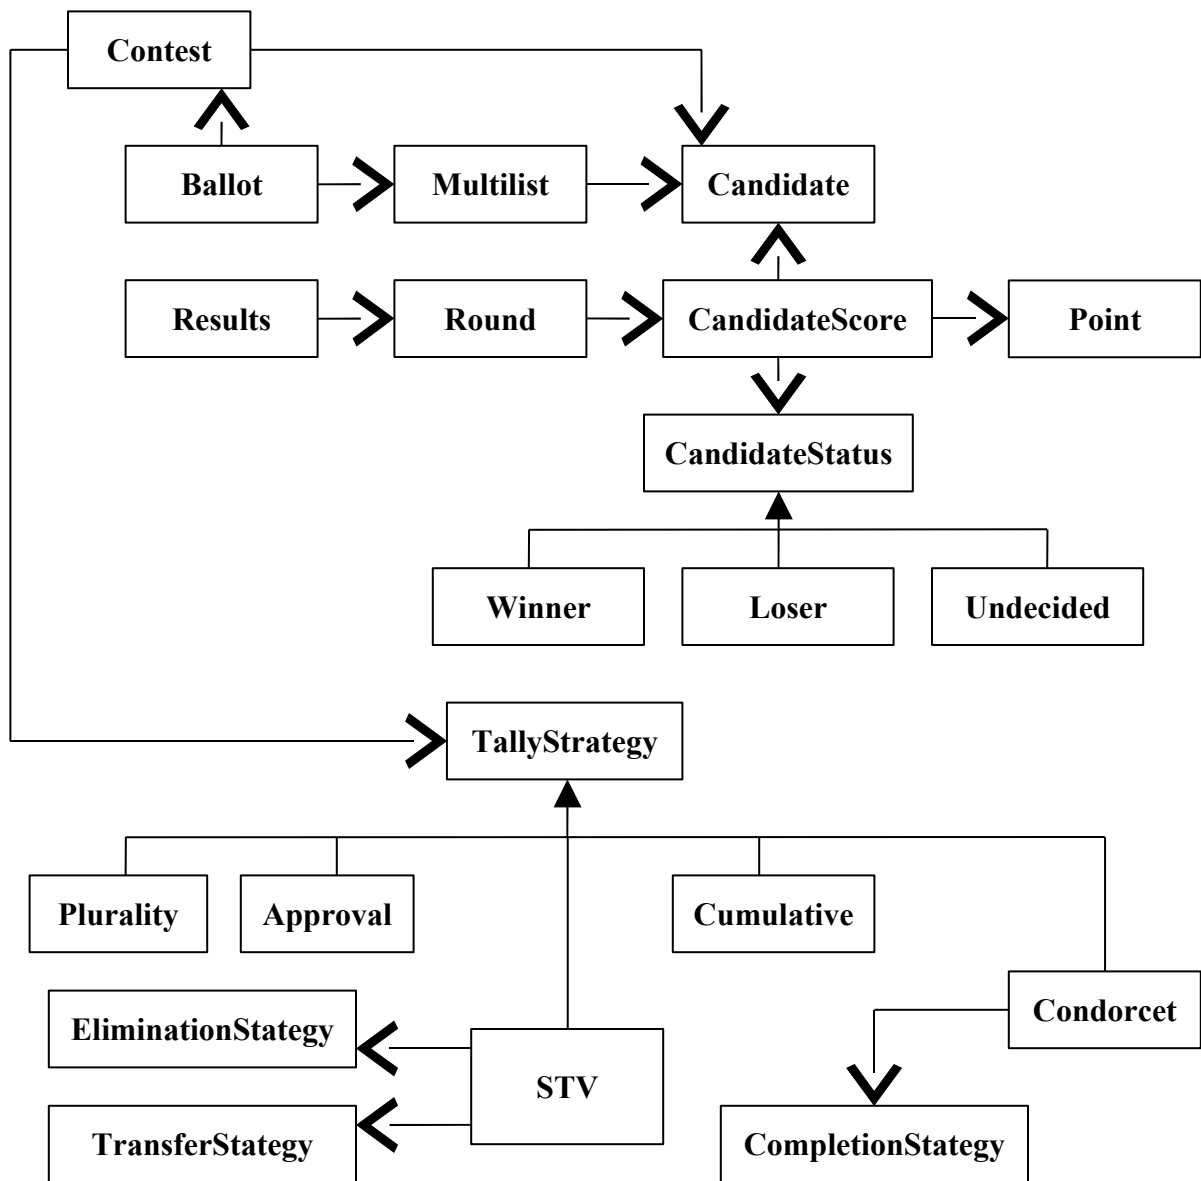 Contest
Ballot
Multilist
Candidate
Results
Round
CandidateScore
Point
CandidateStatus
Winner
Loser
Undecided
TallyStrategy
Plurality
Approval
Cumulative
Condorcet
EliminationStategy
STV
TransferStategy
CompletionStategy